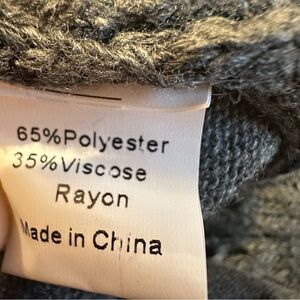 65%Polyester
35%Viscose
Rayon
Made in China